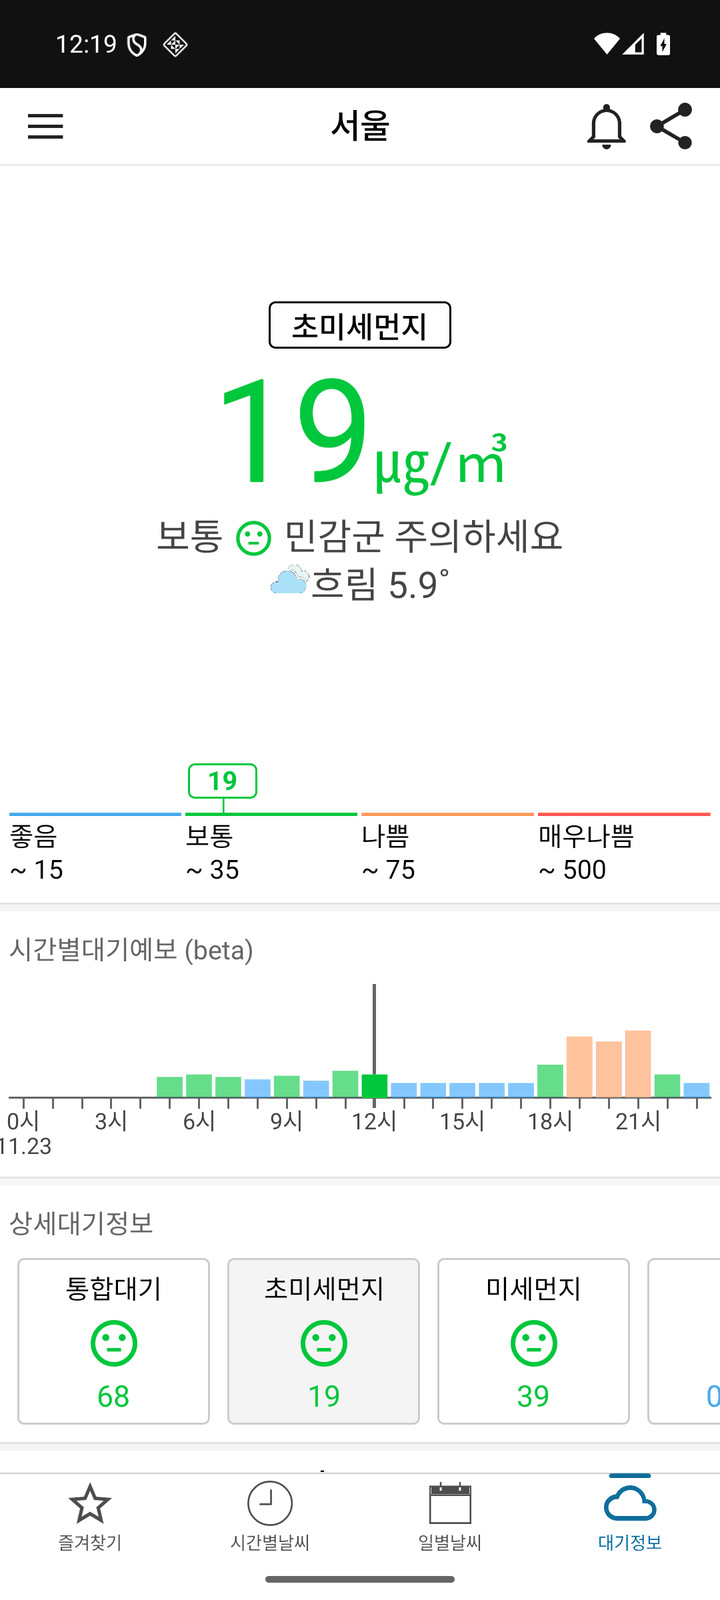 12:19
서울
초미세먼지
19㎍/㎥
보통 민감군 주의하세요
흐림 5.9˚
19
좋음 보통 나쁨 매우나쁨
~ 15 ~ 35 ~ 75 ~ 500
시간별대기예보 (beta)
0시 3시 6시 9시 12시 15시 18시 21시
11.23
상세대기정보
통합대기 초미세먼지 미세먼지
68 19 39 0
즐겨찾기 시간별날씨 일별날씨 대기정보